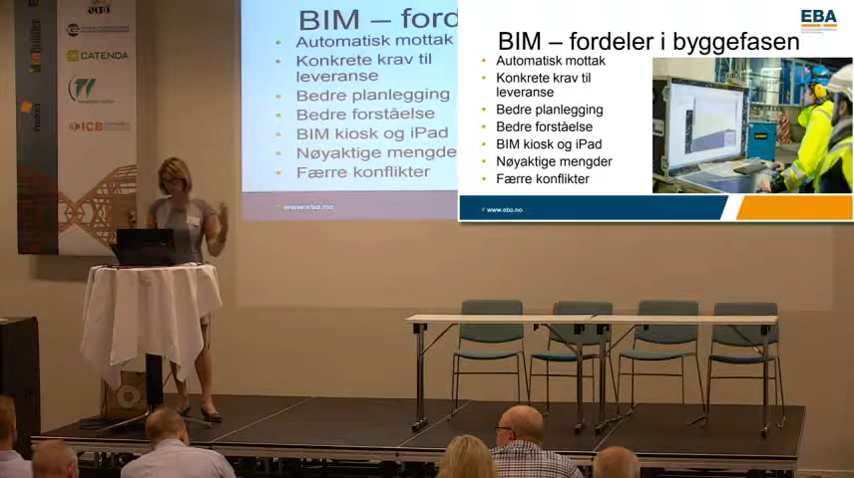 CATENDA
ICB
BIM – ford
Automatisk mottak
Konkrete krav til
leveranse
Bedre planlegging
Bedre forståelse
BIM kiosk og iPad
Nøyaktige mengde
Færre konflikter
www.eba.no
EBA
BIM – fordeler i byggefasen
Automatisk mottak
Konkrete krav til
leveranse
Bedre planlegging
Bedre forståelse
BIM kiosk og iPad
Nøyaktige mengder
Færre konflikter
www.eba.no